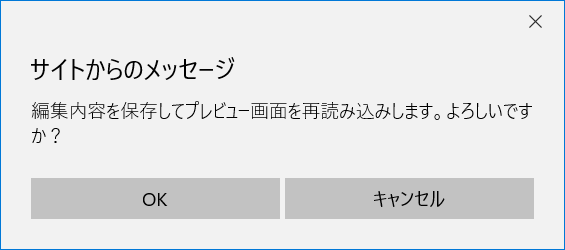 サイトからのメッセージ
編集内容を保存してプレビュー画面を再読み込みします。よろしいです
か？
OK
キャンセル